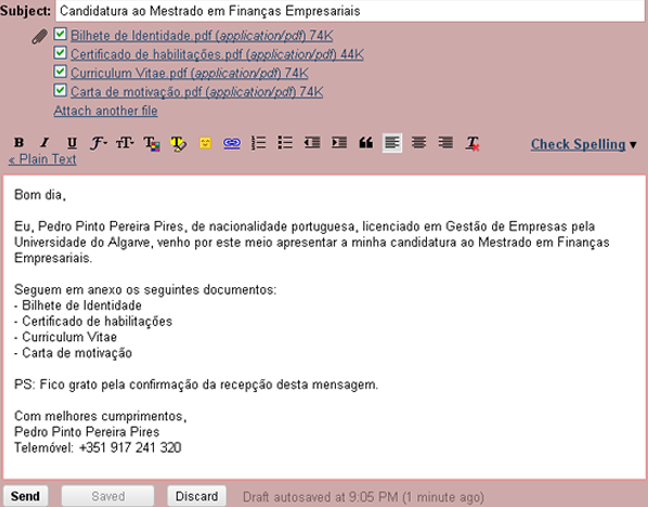 Subject: Candidatura ao Mestrado em Finanças Empresariais
Bilhete de Identidade.pdf (application/pdf) 74K
Certificado de habilitações.pdf (application/pdf) 44K
Curriculum Vitae.pdf (application/pdf) 74K
Carta de motivação.pdf (application/pdf) 74K
Attach another file
B I U F TT T T Check Spelling ▼
« Plain Text
Bom dia,
Eu, Pedro Pinto Pereira Pires, de nacionalidade portuguesa, licenciado em Gestão de Empresas pela
Universidade do Algarve, venho por este meio apresentar a minha candidatura ao Mestrado em Finanças
Empresariais.
Seguem em anexo os seguintes documentos:
- Bilhete de Identidade
- Certificado de habilitações
- Curriculum Vitae
- Carta de motivação
PS: Fico grato pela confirmação da recepção desta mensagem.
Com melhores cumprimentos,
Pedro Pinto Pereira Pires
Telemóvel: +351 917 241 320
Send Saved Discard Draft autosaved at 9:05 PM (1 minute ago)